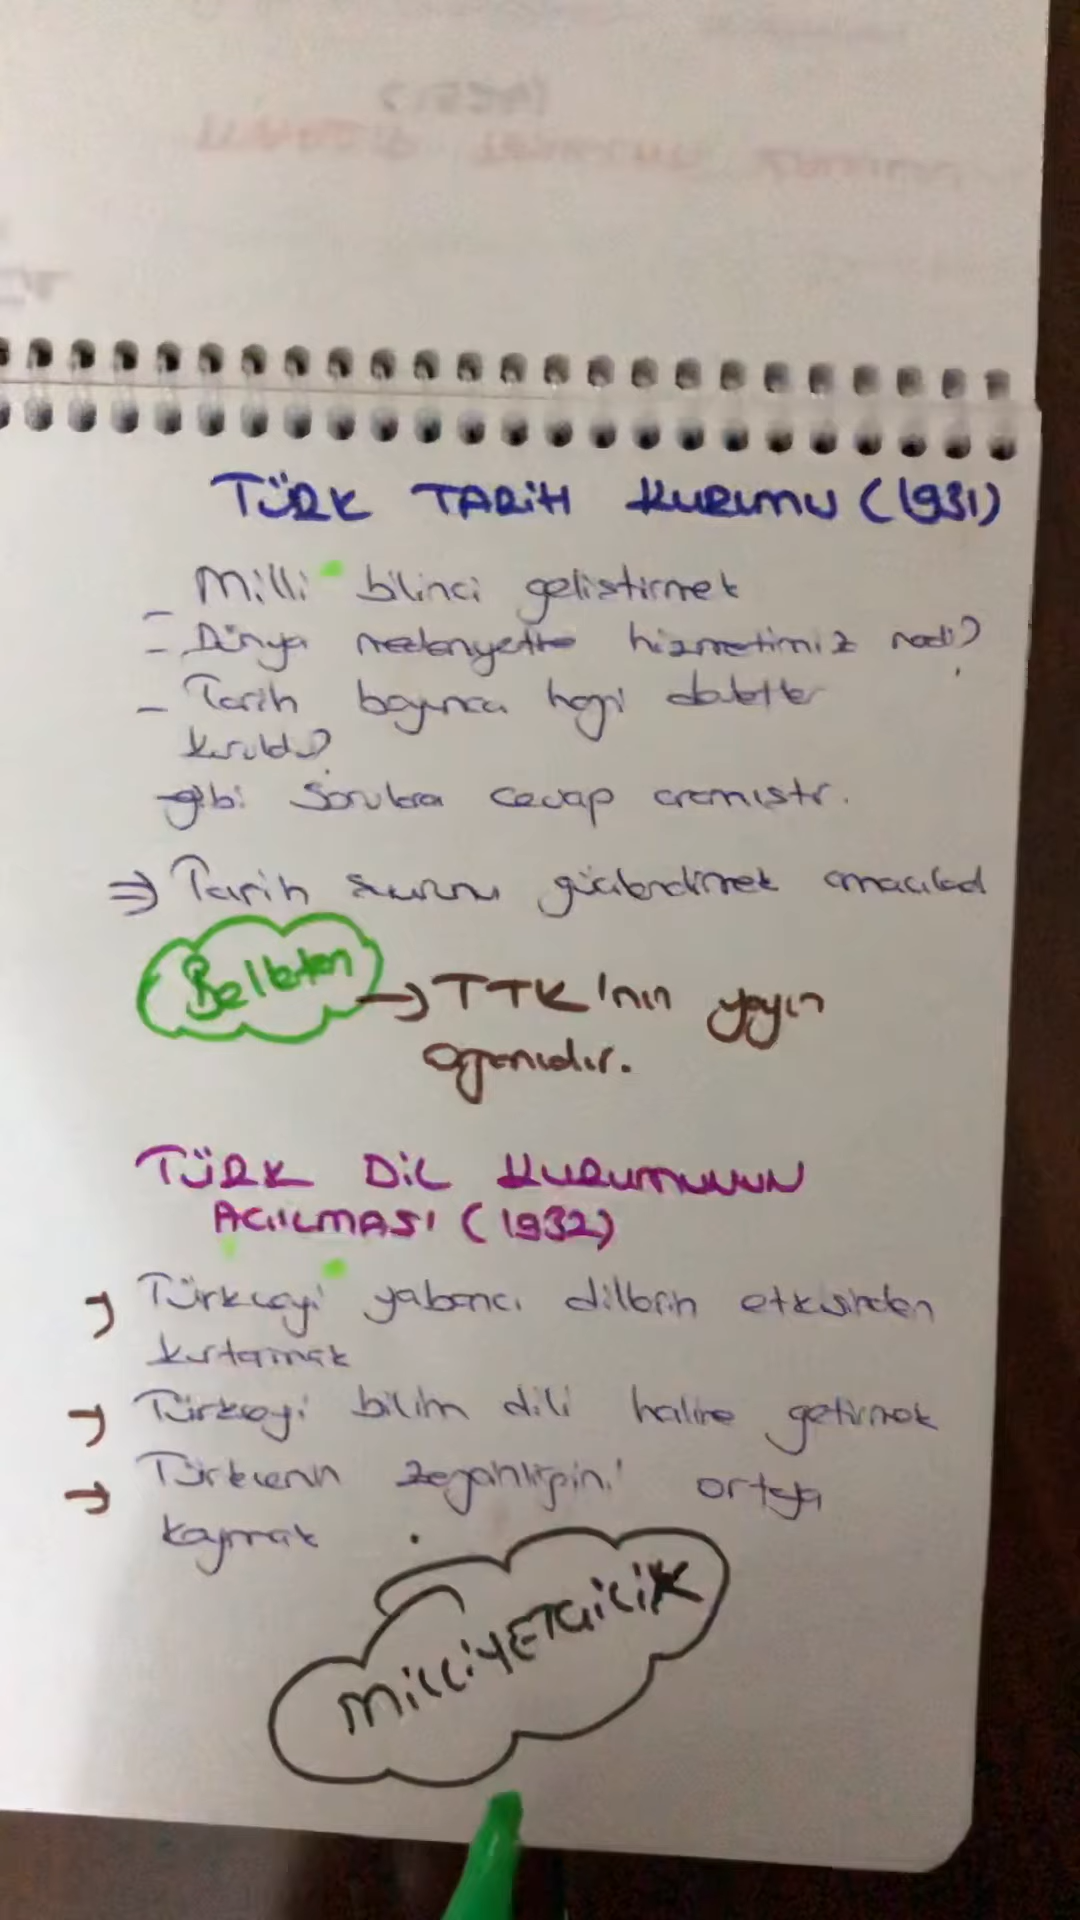 TÜRK TARİH KURUMU (1931)
_ Milli bilinci geliştirmek
_ Dünya medeniyetine hizmetimiz nedir?
_ Tarih boyunca hangi devletler
kuruldu?
gibi sorulara cevap aramıştır.
⇒ Tarih şuurunu güçlendirmek amaçladı
Belleten → TTK'nın yayın
organıdır.
TÜRK DİL KURUMUNUN
AÇILMASI (1932)
→ Türkçeyi yabancı dillerin etkisinden
kurtarmak
→ Türkçeyi bilim dili haline getirmek
→ Türkçenin zenginliğini ortaya
koymak
MİLLİYETÇİLİK